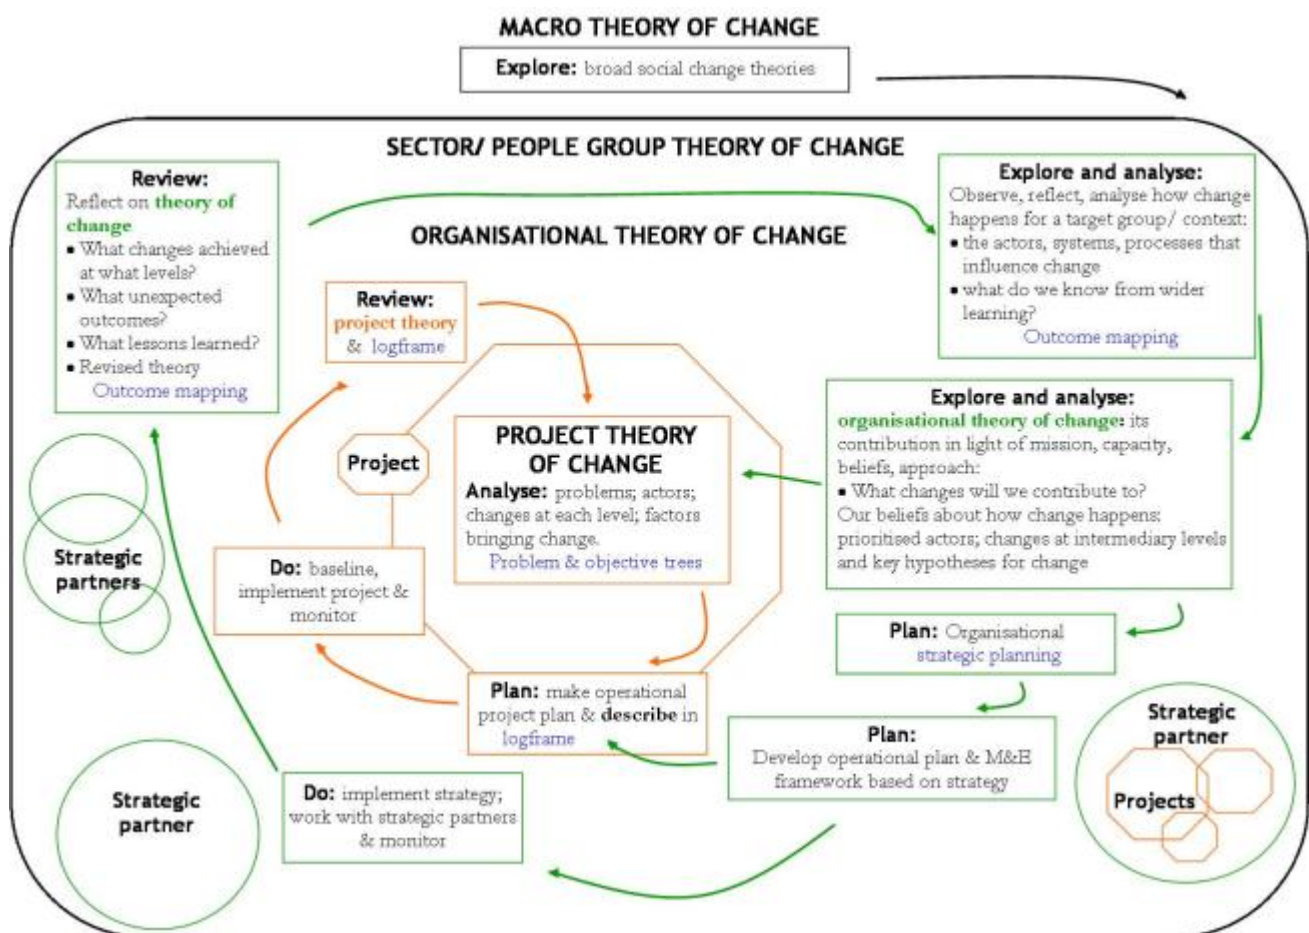 MACRO THEORY OF CHANGE
Explore: broad social change theories
SECTOR/ PEOPLE GROUP THEORY OF CHANGE
Review:
Reflect on theory of
change
▪ What changes achieved
at what levels?
▪ What unexpected
outcomes?
▪ What lessons learned?
▪ Revised theory
Outcome mapping
ORGANISATIONAL THEORY OF CHANGE
Explore and analyse:
Observe, reflect, analyse how change
happens for a target group/ context:
▪ the actors, systems, processes that
influence change
▪ what do we know from wider
learning?
Outcome mapping
Review:
project theory
& logframe
Explore and analyse:
organisational theory of change: its
contribution in light of mission, capacity,
beliefs, approach:
▪ What changes will we contribute to?
Our beliefs about how change happens:
prioritised actors; changes at intermediary levels
and key hypotheses for change
Project
PROJECT THEORY
OF CHANGE
Analyse: problems; actors;
changes at each level; factors
bringing change.
Problem & objective trees
Strategic
partners
Do: baseline,
implement project &
monitor
Plan: Organisational
strategic planning
Plan: make operational
project plan & describe in
logframe
Plan:
Develop operational plan & M&E
framework based on strategy
Strategic
partner
Projects
Do: implement strategy;
work with strategic partners
& monitor
Strategic
partner